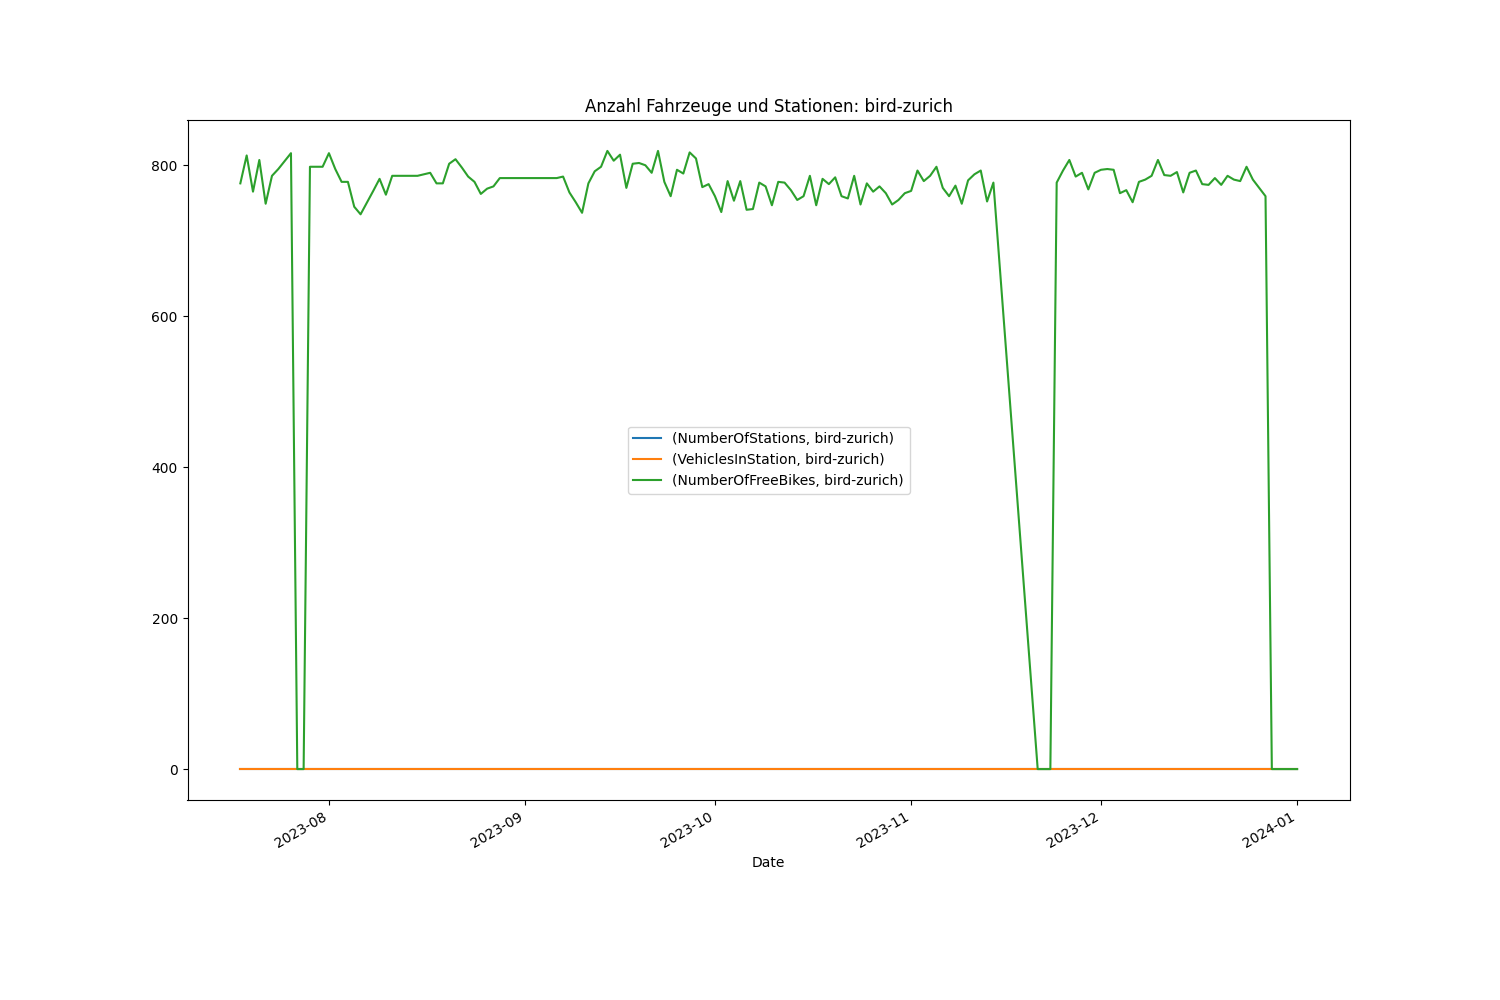 Anzahl Fahrzeuge und Stationen: bird-zurich
800
600
400
200
0
(NumberOfStations, bird-zurich)
(VehiclesInStation, bird-zurich)
(NumberOfFreeBikes, bird-zurich)
2023-08
2023-09
2023-10
2023-11
2023-12
2024-01
Date